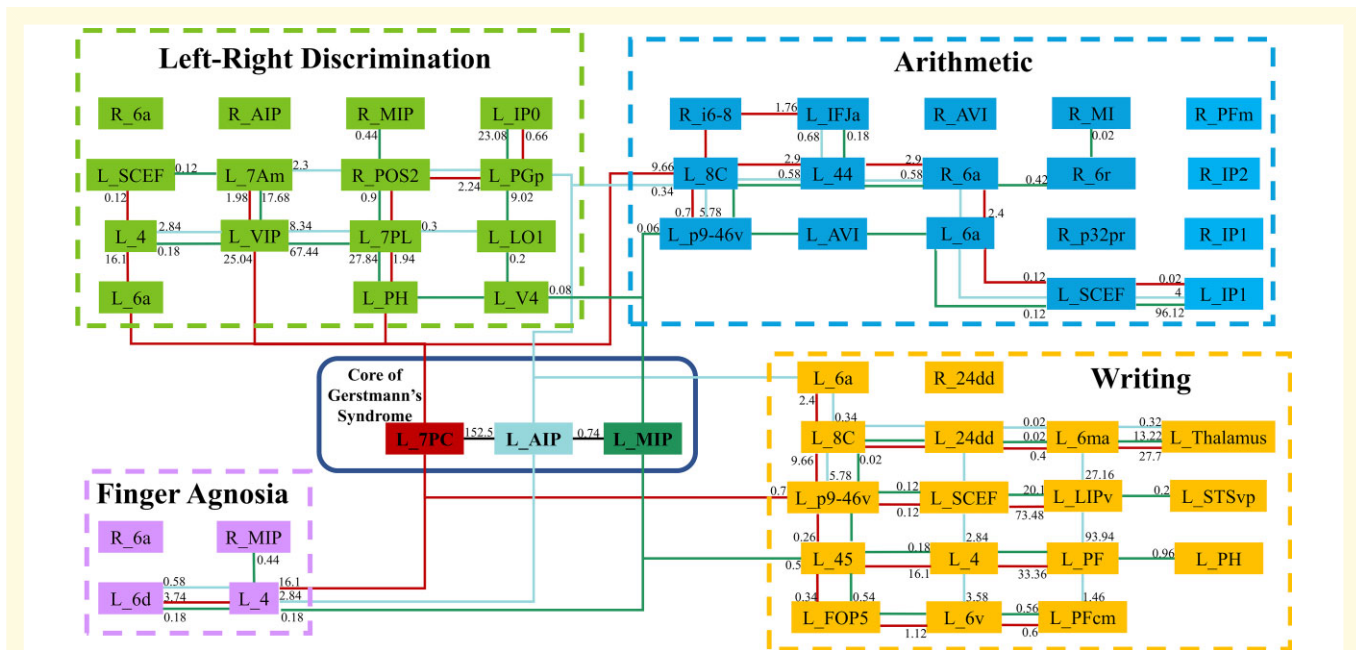 Left-Right Discrimination
R_6a R_AIP R_MIP L_IP0
0.44 23.08 0.66
L_SCEF 0.12 L_7Am 2.3 R_POS2 2.24 L_PGp
0.12 1.98 17.68 0.9 9.02
L_4 2.84 0.18 L_VIP 8.34 67.44 L_7PL 0.3 L_LO1
16.1 25.04 27.84 1.94 0.2
L_6a L_PH L_V4 0.08
Arithmetic
R_i6-8 1.76 L_IFJa R_AVI R_MI R_PFm
0.68 0.18 0.02
9.66 0.34 L_8C 2.9 0.58 L_44 2.9 0.58 R_6a 0.42 R_6r R_IP2
0.7 5.78 2.4
0.06 L_p9-46v L_AVI L_6a R_p32pr R_IP1
0.12 0.12 L_SCEF 0.02 4 96.12 L_IP1
Core of
Gerstmann's
Syndrome
L_7PC 152.5 L_AIP 0.74 L_MIP
Finger Agnosia
R_6a R_MIP
0.44
L_6d 0.58 3.74 0.18 L_4 16.1 2.84 0.18
Writing
L_6a R_24dd
2.4 0.34
L_8C L_24dd 0.02 0.02 0.4 L_6ma 0.32 13.22 27.7 L_Thalamus
9.66 5.78 0.02 27.16
0.7 L_p9-46v 0.12 0.12 L_SCEF 20.1 73.48 L_LIPv 0.2 L_STSvp
0.26 2.84 93.94
0.5 L_45 0.18 16.1 L_4 33.36 L_PF 0.96 L_PH
0.34 0.54 3.58 1.46
L_FOP5 1.12 L_6v 0.56 0.6 L_PFcm